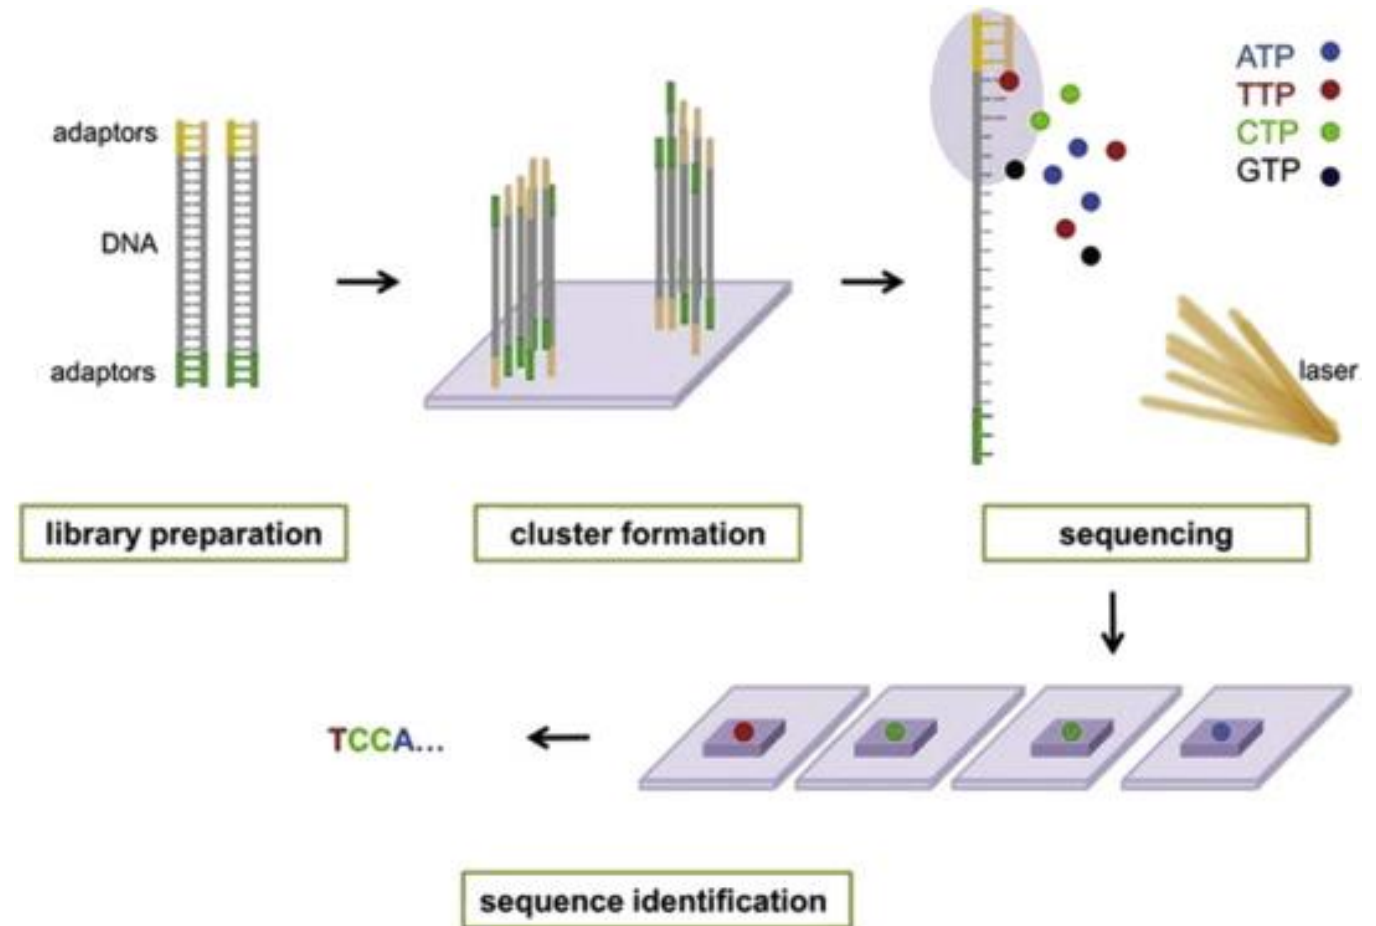 adaptors
DNA
adaptors
ATP
TTP
CTP
GTP
laser
library preparation
cluster formation
sequencing
TCCA...
sequence identification